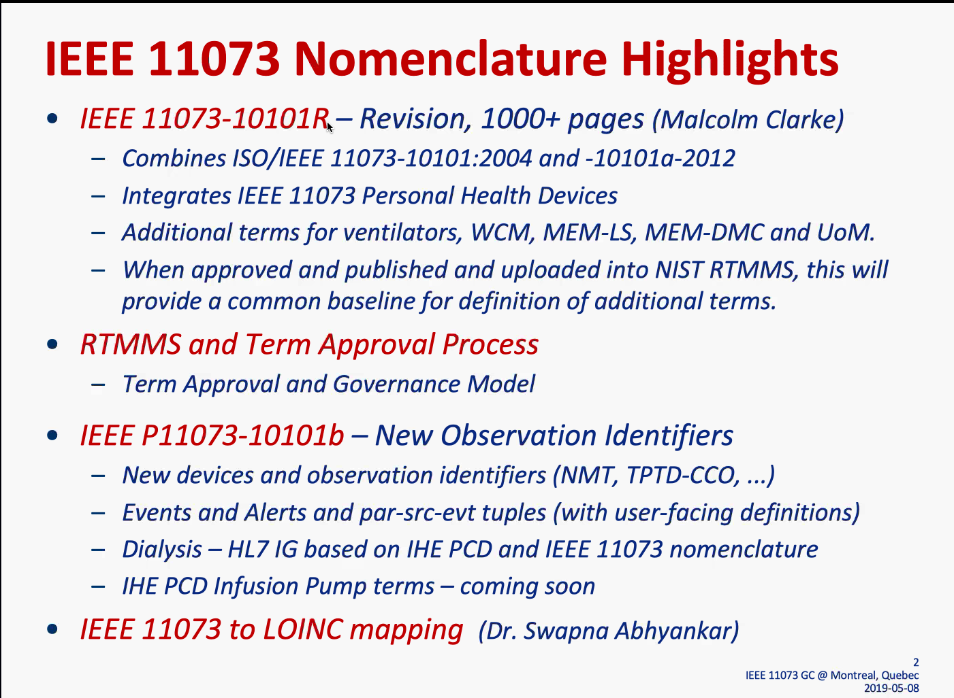 IEEE 11073 Nomenclature Highlights
• IEEE 11073-10101R – Revision, 1000+ pages (Malcolm Clarke)
– Combines ISO/IEEE 11073-10101:2004 and -10101a-2012
– Integrates IEEE 11073 Personal Health Devices
– Additional terms for ventilators, WCM, MEM-LS, MEM-DMC and UoM.
– When approved and published and uploaded into NIST RTMMS, this will
provide a common baseline for definition of additional terms.
• RTMMS and Term Approval Process
– Term Approval and Governance Model
• IEEE P11073-10101b – New Observation Identifiers
– New devices and observation identifiers (NMT, TPTD-CCO, ...)
– Events and Alerts and par-src-evt tuples (with user-facing definitions)
– Dialysis – HL7 IG based on IHE PCD and IEEE 11073 nomenclature
– IHE PCD Infusion Pump terms – coming soon
• IEEE 11073 to LOINC mapping (Dr. Swapna Abhyankar)
2
IEEE 11073 GC @ Montreal, Quebec
2019-05-08